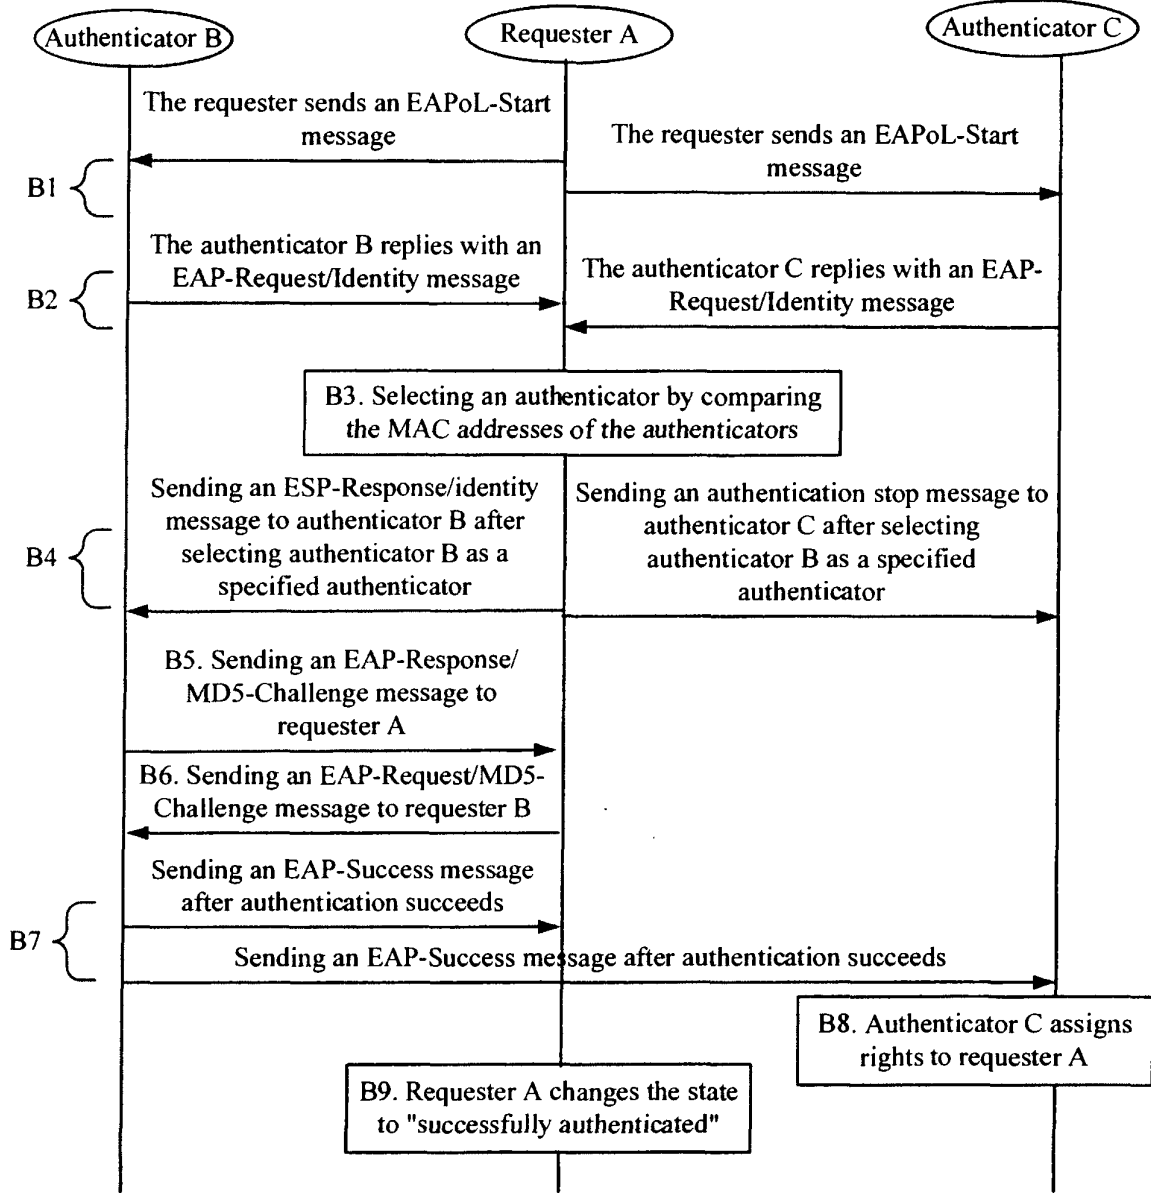 Authenticator B
Requester A
Authenticator C
The requester sends an EAPoL-Start
message
The requester sends an EAPoL-Start
message
B1
The authenticator B replies with an
EAP-Request/Identity message
The authenticator C replies with an EAP-
Request/Identity message
B2
B3. Selecting an authenticator by comparing
the MAC addresses of the authenticators
Sending an ESP-Response/identity
message to authenticator B after
selecting authenticator B as a
specified authenticator
Sending an authentication stop message to
authenticator C after selecting
authenticator B as a specified
authenticator
B4
B5. Sending an EAP-Response/
MD5-Challenge message to
requester A
B6. Sending an EAP-Request/MD5-
Challenge message to requester B
Sending an EAP-Success message
after authentication succeeds
B7
Sending an EAP-Success message after authentication succeeds
B8. Authenticator C assigns
rights to requester A
B9. Requester A changes the state
to "successfully authenticated"